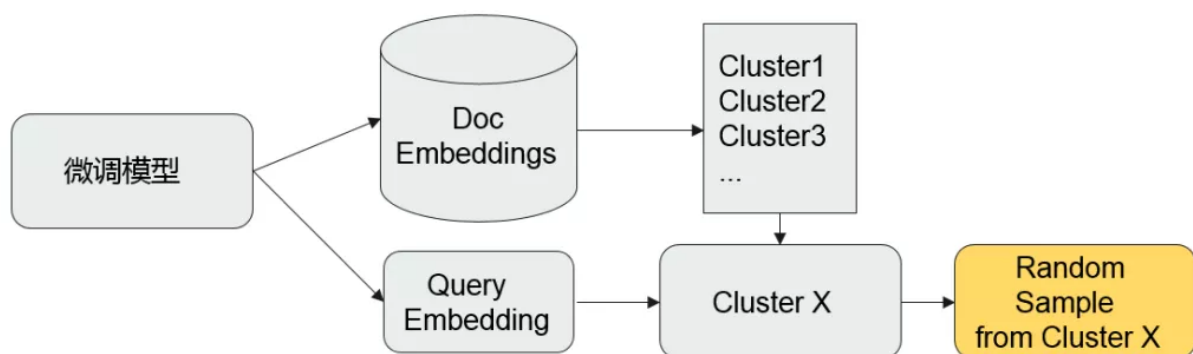 微调模型
Doc
Embeddings
Cluster1
Cluster2
Cluster3
...
Query
Embedding
Cluster X
Random
Sample
from Cluster X